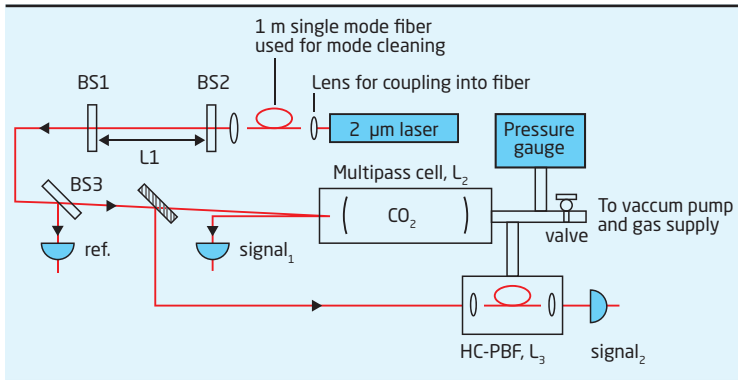 1 m single mode fiber
used for mode cleaning
BS1
BS2
Lens for coupling into fiber
2 µm laser
Pressure
gauge
L1
Multipass cell, L2
BS3
CO2
To vaccum pump
and gas supply
valve
ref.
signal1
HC-PBF, L3
signal2